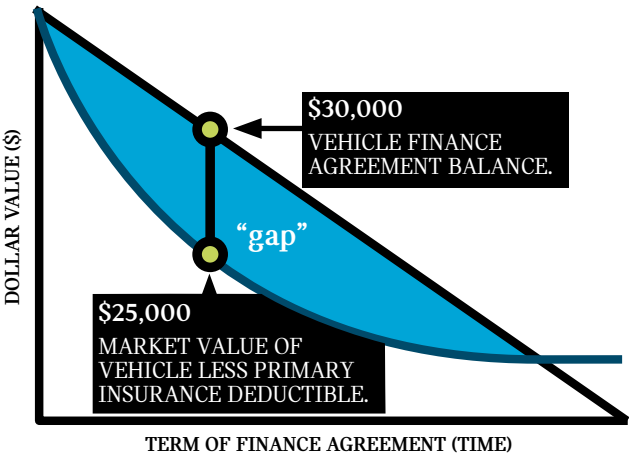 $30,000
VEHICLE FINANCE
AGREEMENT BALANCE.
DOLLAR VALUE ($)
“gap”
$25,000
MARKET VALUE OF
VEHICLE LESS PRIMARY
INSURANCE DEDUCTIBLE.
TERM OF FINANCE AGREEMENT (TIME)